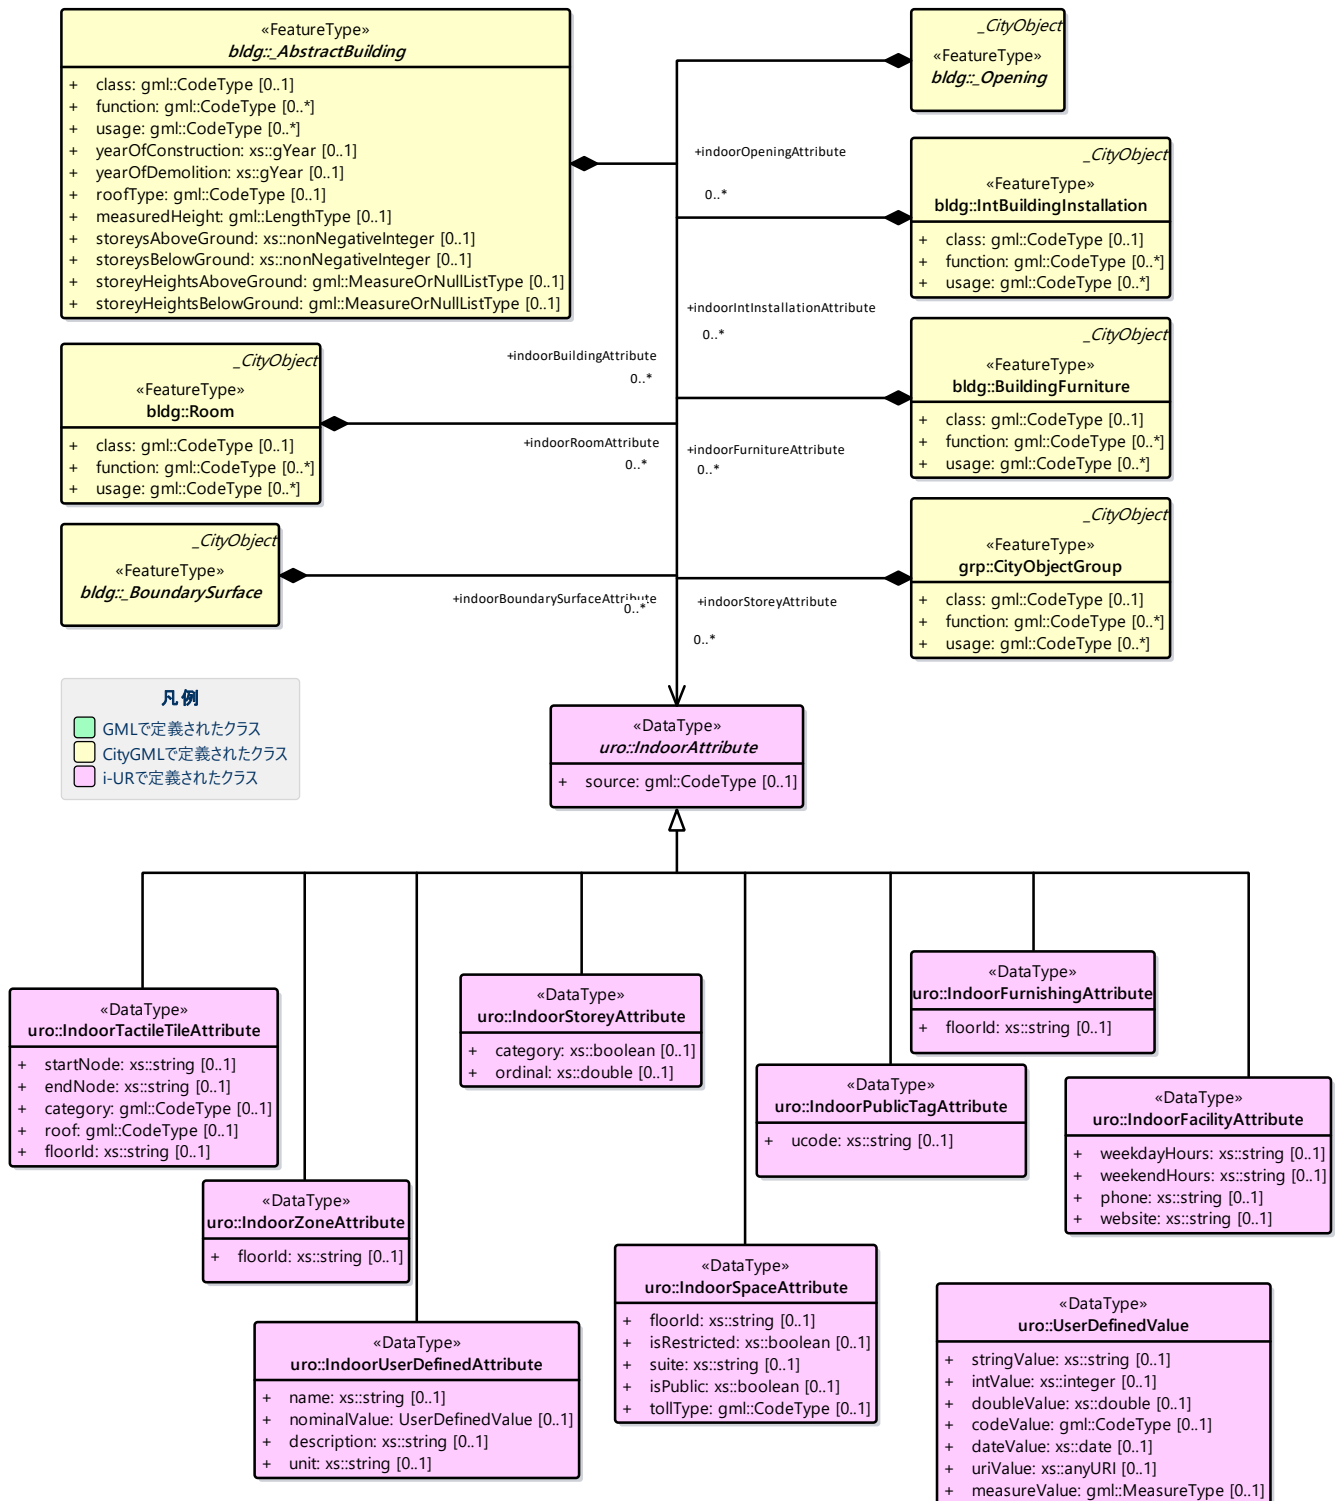 «FeatureType»
bldg::_AbstractBuilding
+ class: gml::CodeType [0..1]
+ function: gml::CodeType [0..*]
+ usage: gml::CodeType [0..*]
+ yearOfConstruction: xs::gYear [0..1]
+ yearOfDemolition: xs::gYear [0..1]
+ roofType: gml::CodeType [0..1]
+ measuredHeight: gml::LengthType [0..1]
+ storeysAboveGround: xs::nonNegativeInteger [0..1]
+ storeysBelowGround: xs::nonNegativeInteger [0..1]
+ storeyHeightsAboveGround: gml::MeasureOrNullListType [0..1]
+ storeyHeightsBelowGround: gml::MeasureOrNullListType [0..1]
_CityObject
«FeatureType»
bldg::_Opening
+indoorOpeningAttribute
0..*
_CityObject
«FeatureType»
bldg::IntBuildingInstallation
+ class: gml::CodeType [0..1]
+ function: gml::CodeType [0..*]
+ usage: gml::CodeType [0..*]
+indoorIntInstallationAttribute
0..*
+indoorBuildingAttribute
0..*
_CityObject
«FeatureType»
bldg::Room
+ class: gml::CodeType [0..1]
+ function: gml::CodeType [0..*]
+ usage: gml::CodeType [0..*]
+indoorRoomAttribute
0..*
_CityObject
«FeatureType»
bldg::BuildingFurniture
+ class: gml::CodeType [0..1]
+ function: gml::CodeType [0..*]
+ usage: gml::CodeType [0..*]
+indoorFurnitureAttribute
0..*
_CityObject
«FeatureType»
bldg::_BoundarySurface
+indoorBoundarySurfaceAttribute
0..*
_CityObject
«FeatureType»
grp::CityObjectGroup
+ class: gml::CodeType [0..1]
+ function: gml::CodeType [0..*]
+ usage: gml::CodeType [0..*]
+indoorStoreyAttribute
0..*
凡例
GMLで定義されたクラス
CityGMLで定義されたクラス
i-URで定義されたクラス
«DataType»
uro::IndoorAttribute
+ source: gml::CodeType [0..1]
«DataType»
uro::IndoorTactileTileAttribute
+ startNode: xs::string [0..1]
+ endNode: xs::string [0..1]
+ category: gml::CodeType [0..1]
+ roof: gml::CodeType [0..1]
+ floorId: xs::string [0..1]
«DataType»
uro::IndoorStoreyAttribute
+ category: xs::boolean [0..1]
+ ordinal: xs::double [0..1]
«DataType»
uro::IndoorFurnishingAttribute
+ floorId: xs::string [0..1]
«DataType»
uro::IndoorPublicTagAttribute
+ ucode: xs::string [0..1]
«DataType»
uro::IndoorFacilityAttribute
+ weekdayHours: xs::string [0..1]
+ weekendHours: xs::string [0..1]
+ phone: xs::string [0..1]
+ website: xs::string [0..1]
«DataType»
uro::IndoorZoneAttribute
+ floorId: xs::string [0..1]
«DataType»
uro::IndoorSpaceAttribute
+ floorId: xs::string [0..1]
+ isRestricted: xs::boolean [0..1]
+ suite: xs::string [0..1]
+ isPublic: xs::boolean [0..1]
+ tollType: gml::CodeType [0..1]
«DataType»
uro::IndoorUserDefinedAttribute
+ name: xs::string [0..1]
+ nominalValue: UserDefinedValue [0..1]
+ description: xs::string [0..1]
+ unit: xs::string [0..1]
«DataType»
uro::UserDefinedValue
+ stringValue: xs::string [0..1]
+ intValue: xs::integer [0..1]
+ doubleValue: xs::double [0..1]
+ codeValue: gml::CodeType [0..1]
+ dateValue: xs::date [0..1]
+ uriValue: xs::anyURI [0..1]
+ measureValue: gml::MeasureType [0..1]